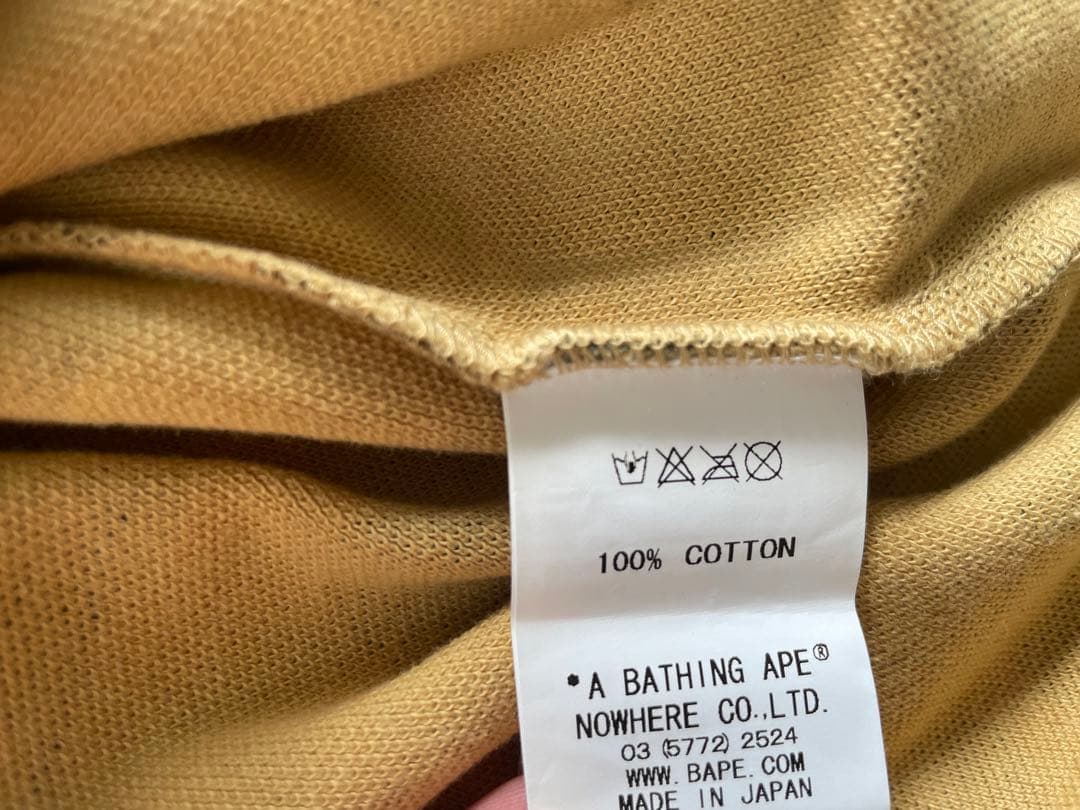 100% COTTON
*A BATHING APE®
NOWHERE CO.,LTD.
03 (5772) 2524
WWW.BAPE.COM
MADE IN JAPAN